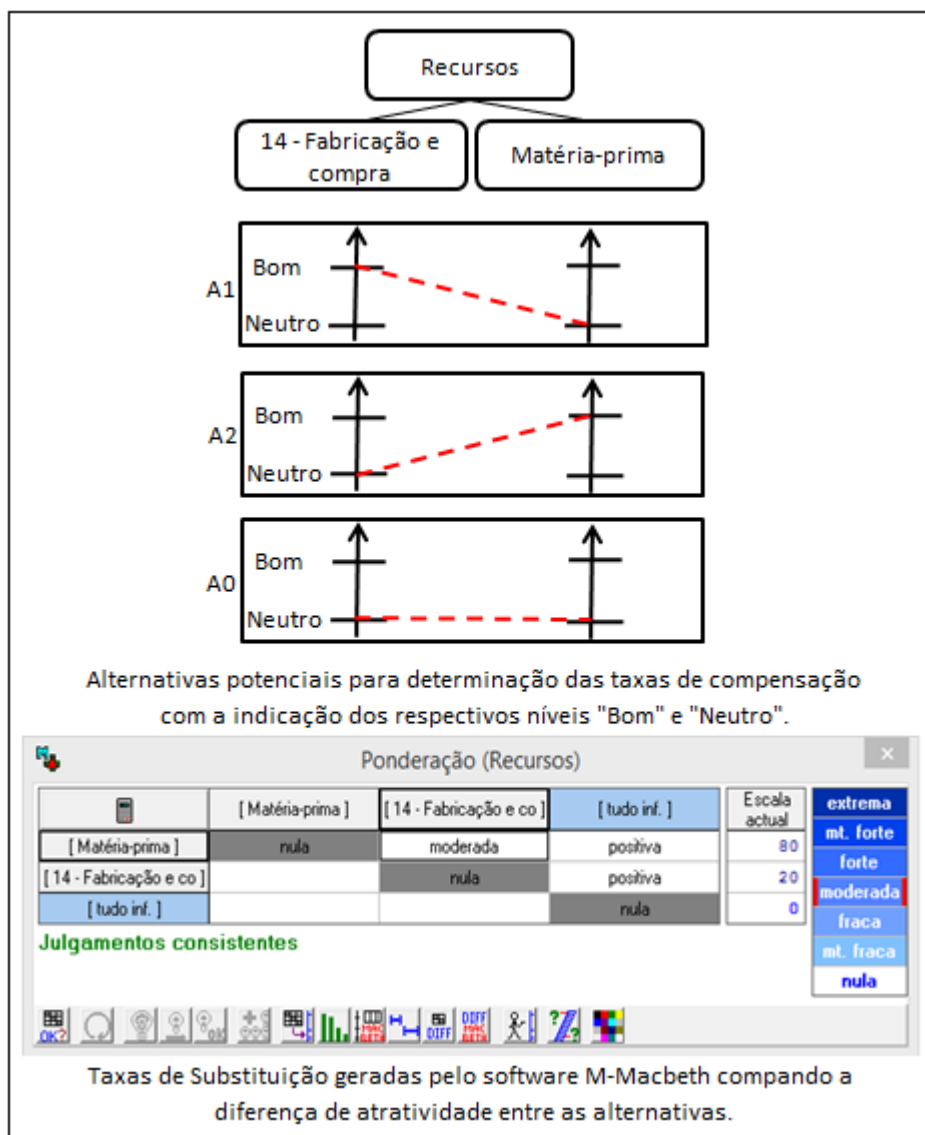 Recursos
14 - Fabricação e
compra
Matéria-prima
Bom
A1
Neutro
Bom
A2
Neutro
Bom
A0
Neutro
Alternativas potenciais para determinação das taxas de compensação
com a indicação dos respectivos níveis "Bom" e "Neutro".
Ponderação (Recursos)
[ Matéria-prima ] [ 14 - Fabricação e co ] [ tudo inf. ] Escala actual
[ Matéria-prima ] nula moderada positiva 80
[ 14 - Fabricação e co ] nula positiva 20
[ tudo inf. ] nula 0
extrema
mt. forte
forte
moderada
fraca
mt. fraca
nula
Julgamentos consistentes
OK? OK DIFF DIFF
Taxas de Substituição geradas pelo software M-Macbeth compando a
diferença de atratividade entre as alternativas.